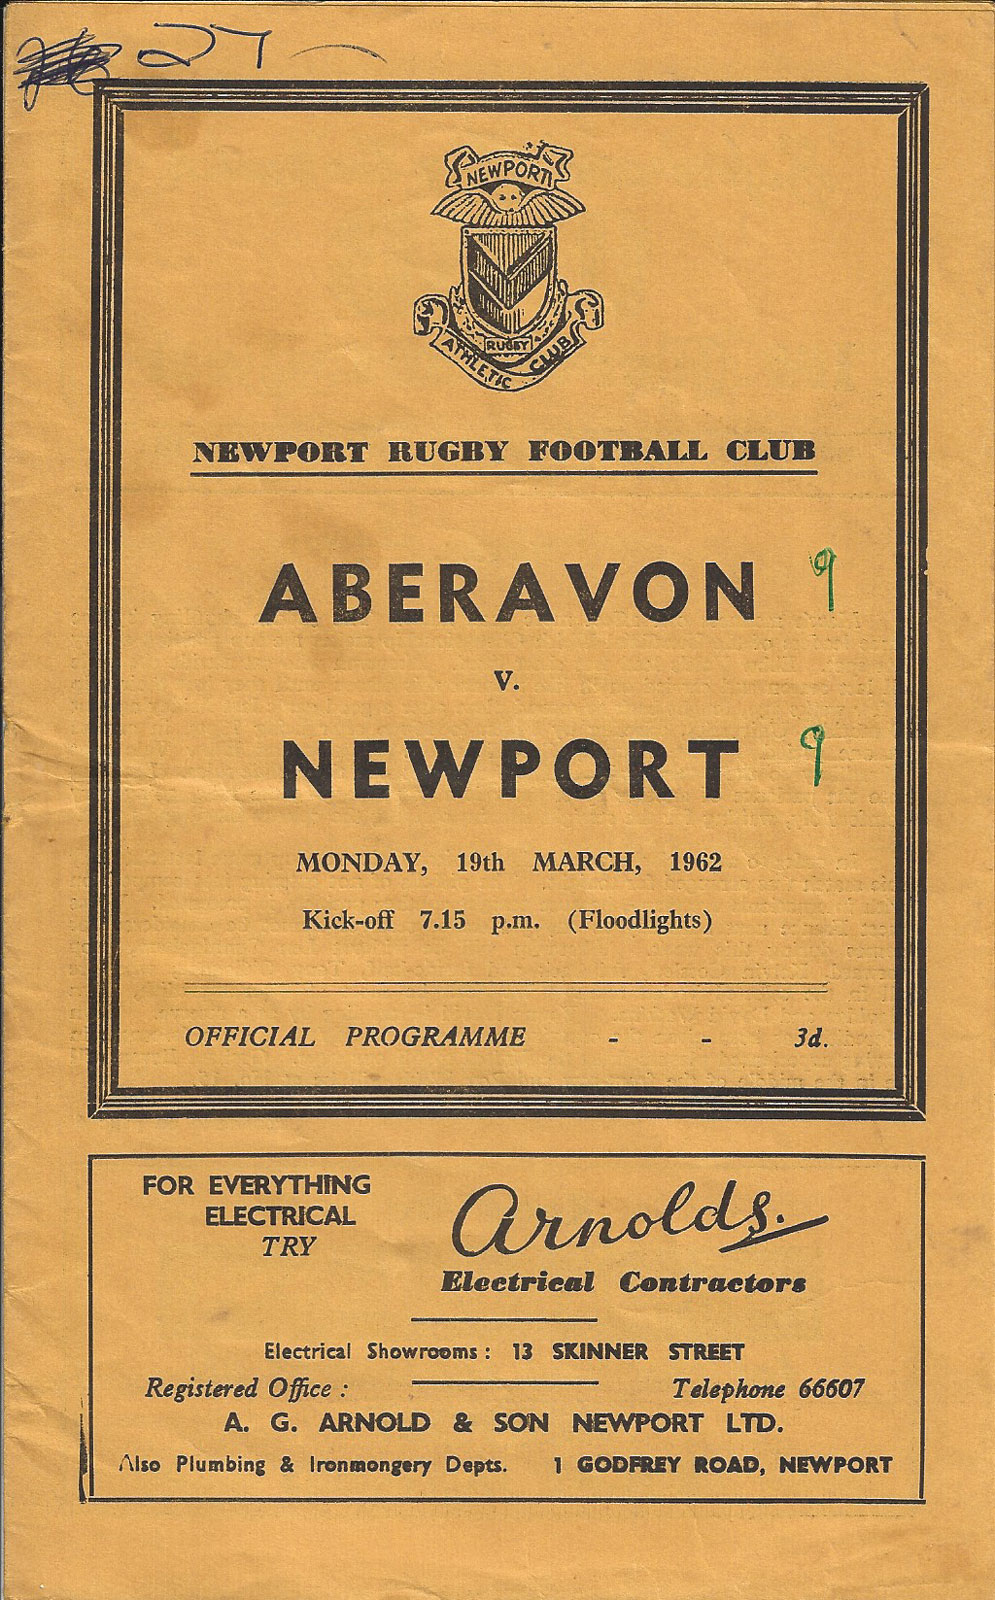 27
NEWPORT
RUGBY
ATHLETIC CLUB
NEWPORT RUGBY FOOTBALL CLUB
ABERAVON 9
v.
NEWPORT 9
MONDAY, 19th MARCH, 1962
Kick-off 7.15 p.m. (Floodlights)
OFFICIAL PROGRAMME - - 3d.
FOR EVERYTHING
ELECTRICAL
TRY
Arnolds.
Electrical Contractors
Electrical Showrooms : 13 SKINNER STREET
Registered Office : Telephone 66607
A. G. ARNOLD & SON NEWPORT LTD.
Also Plumbing & Ironmongery Depts. 1 GODFREY ROAD, NEWPORT